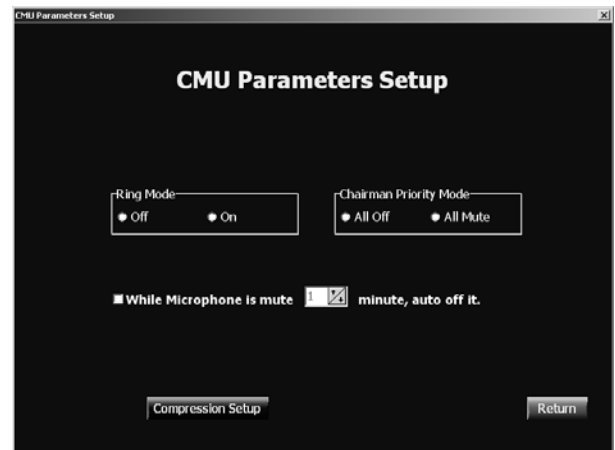 CMU Parameters Setup
CMU Parameters Setup
Ring Mode
Off On
Chairman Priority Mode
All Off All Mute
While Microphone is mute 1 minute, auto off it.
Compression Setup
Return